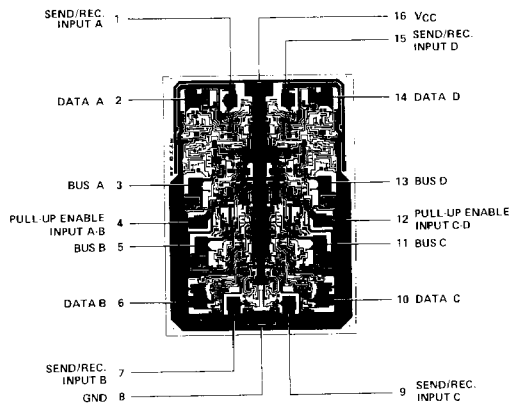 SEND/REC.
INPUT A 1
16 VCC
15 SEND/REC.
INPUT D
DATA A 2
14 DATA D
BUS A 3
13 BUS D
PULL-UP ENABLE
INPUT A-B 4
12 PULL-UP ENABLE
INPUT C-D
BUS B 5
11 BUS C
DATA B 6
10 DATA C
SEND/REC.
INPUT B 7
GND 8
9 SEND/REC.
INPUT C